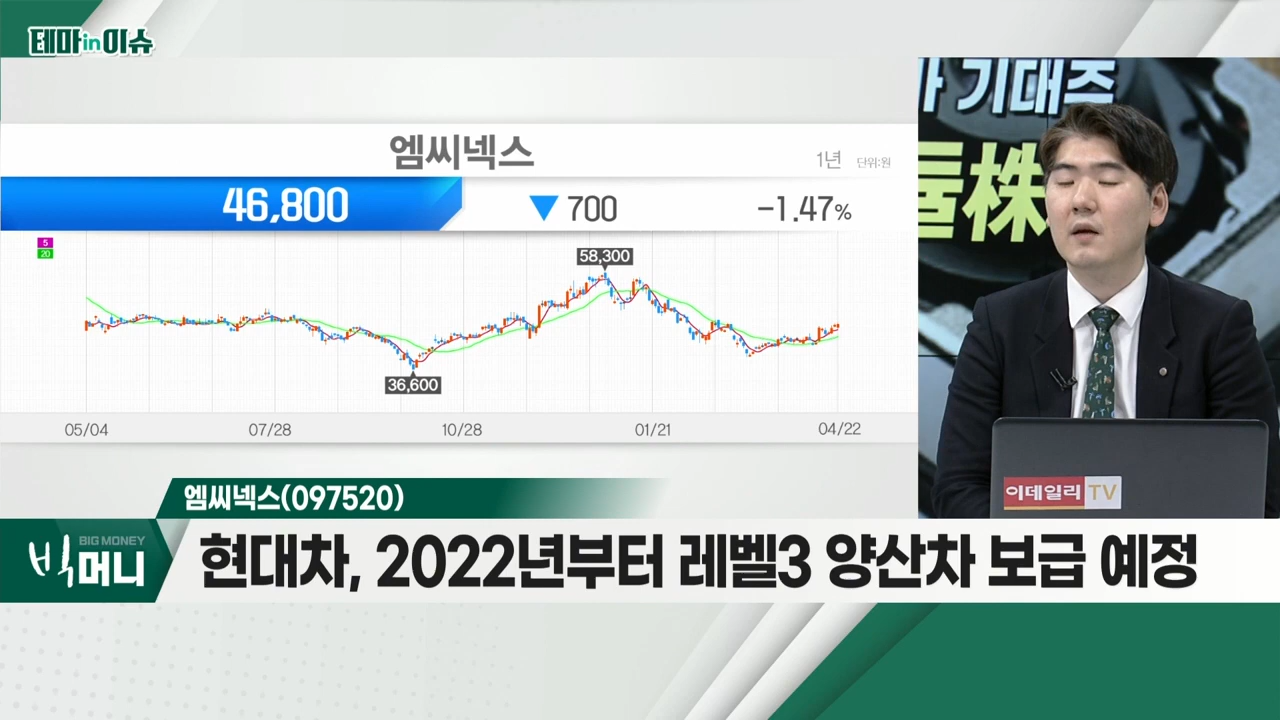 테마in이슈
엠씨넥스
1년 단위:원
46,800 ▼ 700 -1.47%
5
20
58,300
36,600
05/04 07/28 10/28 01/21 04/22
기대주
株
이데일리TV
엠씨넥스(097520)
BIG MONEY
빅머니
현대차, 2022년부터 레벨3 양산차 보급 예정